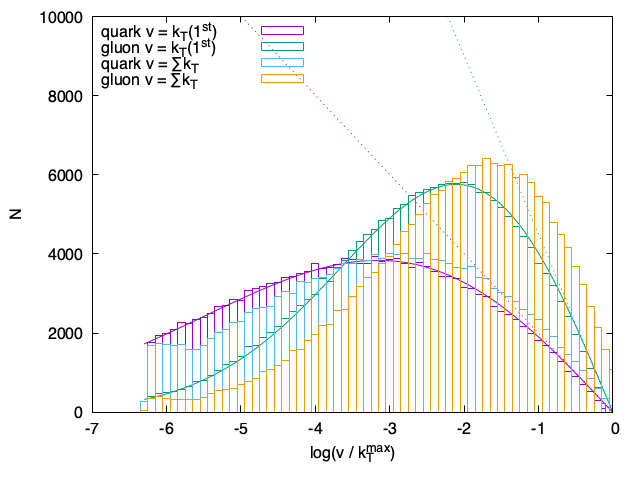 10000
8000
6000
4000
2000
0
N
quark v = k_T(1^st)
gluon v = k_T(1^st)
quark v = ∑k_T
gluon v = ∑k_T
-7 -6 -5 -4 -3 -2 -1 0
log(v / k_T^max)